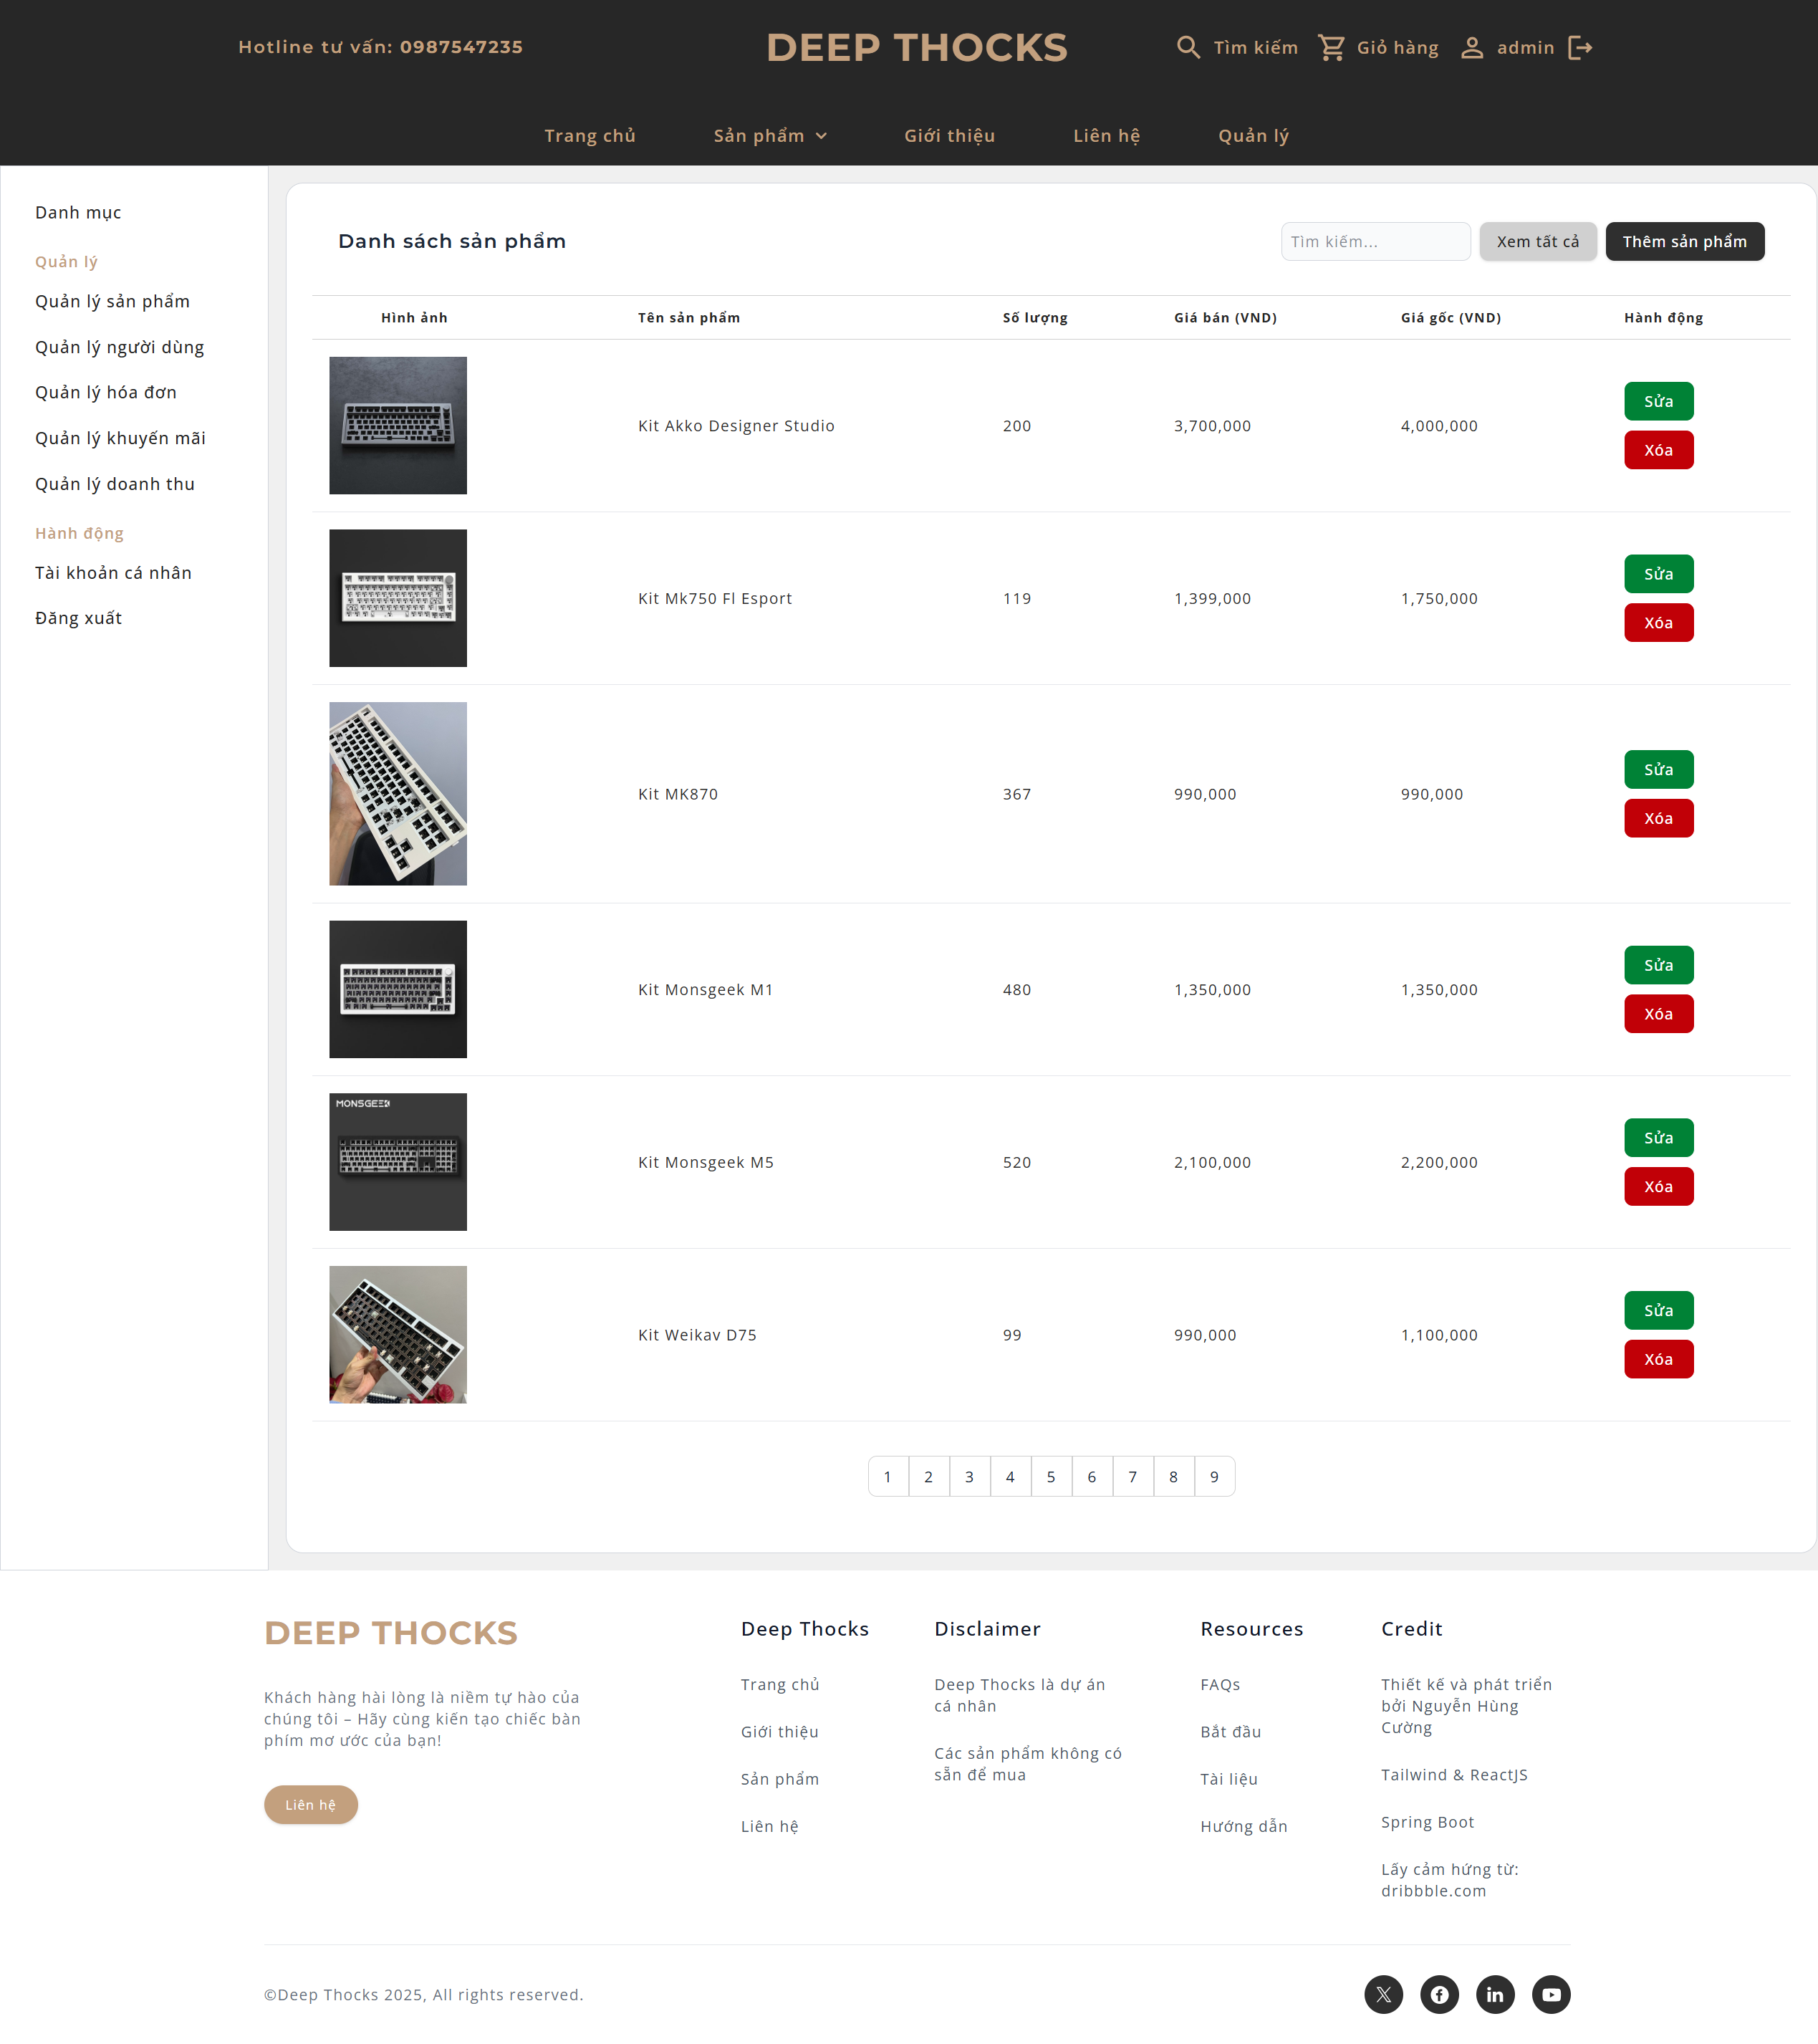 Hotline tư vấn: 0987547235
DEEP THOCKS
Tìm kiếm
Giỏ hàng
admin
Trang chủ
Sản phẩm
Giới thiệu
Liên hệ
Quản lý
Danh mục
Quản lý
Quản lý sản phẩm
Quản lý người dùng
Quản lý hóa đơn
Quản lý khuyến mãi
Quản lý doanh thu
Hành động
Tài khoản cá nhân
Đăng xuất
Danh sách sản phẩm
Tìm kiếm...
Xem tất cả
Thêm sản phẩm
Hình ảnh Tên sản phẩm Số lượng Giá bán (VND) Giá gốc (VND) Hành động
Kit Akko Designer Studio 200 3,700,000 4,000,000
Sửa
Xóa
Kit Mk750 Fl Esport 119 1,399,000 1,750,000
Sửa
Xóa
Kit MK870 367 990,000 990,000
Sửa
Xóa
Kit Monsgeek M1 480 1,350,000 1,350,000
Sửa
Xóa
MONSGEEK
Kit Monsgeek M5 520 2,100,000 2,200,000
Sửa
Xóa
Kit Weikav D75 99 990,000 1,100,000
Sửa
Xóa
1 2 3 4 5 6 7 8 9
DEEP THOCKS
Khách hàng hài lòng là niềm tự hào của
chúng tôi – Hãy cùng kiến tạo chiếc bàn
phím mơ ước của bạn!
Liên hệ
Deep Thocks
Trang chủ
Giới thiệu
Sản phẩm
Liên hệ
Disclaimer
Deep Thocks là dự án
cá nhân
Các sản phẩm không có
sẵn để mua
Resources
FAQs
Bắt đầu
Tài liệu
Hướng dẫn
Credit
Thiết kế và phát triển
bởi Nguyễn Hùng
Cường
Tailwind & ReactJS
Spring Boot
Lấy cảm hứng từ:
dribbble.com
©Deep Thocks 2025, All rights reserved.